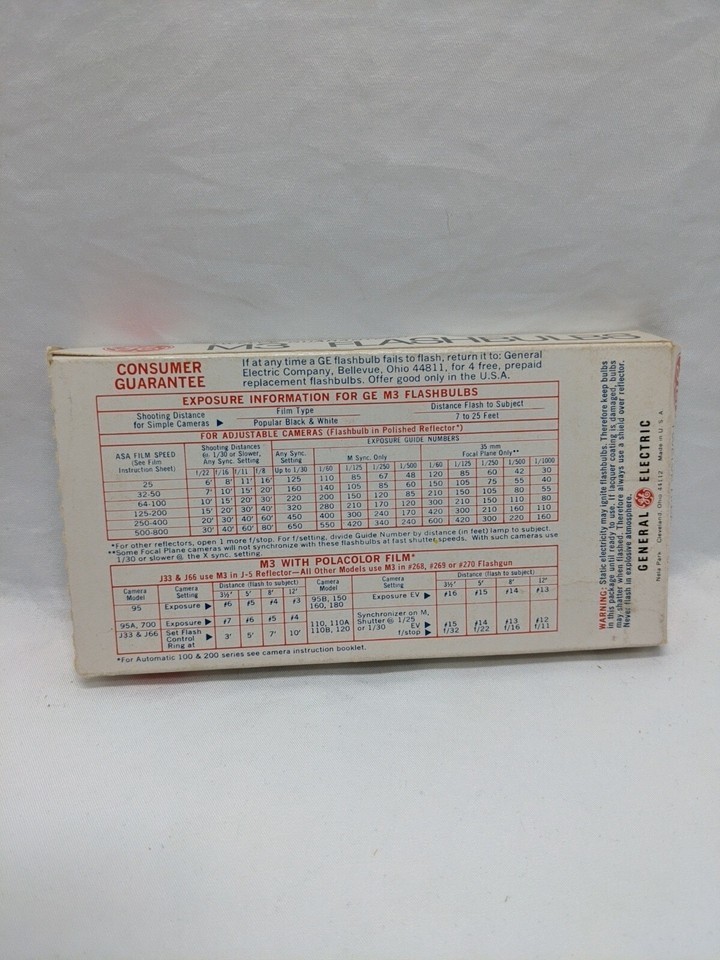 M3 FLASHBULBS
CONSUMER
GUARANTEE
If at any time a GE flashbulb fails to flash, return it to: General
Electric Company, Bellevue, Ohio 44811, for 4 free, prepaid
replacement flashbulbs. Offer good only in the U.S.A.
EXPOSURE INFORMATION FOR GE M3 FLASHBULBS
Shooting Distance
for Simple Cameras ▶
Film Type
Popular Black & White
Distance Flash to Subject
7 to 25 Feet
FOR ADJUSTABLE CAMERAS (Flashbulb in Polished Reflector*)
ASA FILM SPEED
(See Film
Instruction Sheet)
Shooting Distances
@ 1/30 or Slower,
Any Sync. Setting
Any Sync.
Setting
EXPOSURE GUIDE NUMBERS
M Sync. Only
35 mm
Focal Plane Only**
f/22 f/16 f/11 f/8 Up to 1/30 1/60 1/125 1/250 1/500 1/60 1/125 1/250 1/500 1/1000
25 6' 8' 11' 16' 125 110 85 67 48 120 85 60 42 30
32-50 7' 10' 15' 20' 160 140 105 85 60 150 105 75 55 40
64-100 10' 15' 20' 30' 220 200 150 120 85 210 150 105 80 55
125-200 15' 20' 30' 40' 320 280 210 170 120 300 210 150 110 80
250-400 20' 30' 40' 60' 450 400 300 240 170 420 300 210 160 110
500-800 30' 40' 60' 80' 650 550 420 340 240 600 420 300 220 160
*For other reflectors, open 1 more f/stop. For f/setting, divide Guide Number by distance (in feet) lamp to subject.
**Some Focal Plane cameras will not synchronize with these flashbulbs at fast shutter speeds. With such cameras use
1/30 or slower @ the X sync. setting.
M3 WITH POLACOLOR FILM*
J33 & J66 use M3 in J-5 Reflector—All Other Models use M3 in #268, #269 or #270 Flashgun
Camera
Model
Camera
Setting
Distance (flash to subject)
3½' 5' 8' 12'
95 Exposure ▶ #6 #5 #4 #3
95A, 700 Exposure ▶ #7 #6 #5 #4
J33 & J66 Set Flash
Control
Ring at ▶ 3' 5' 7' 10'
Camera
Model
Camera
Setting
Distance (flash to subject)
3½' 5' 8' 12'
95B, 150
160, 180
Exposure EV ▶ #16 #15 #14 #13
110, 110A
110B, 120
Synchronizer on M,
Shutter @ 1/25
or 1/30 EV ▶ #15 #14 #13 #12
f/stop ▶ f/32 f/22 f/16 f/11
*For Automatic 100 & 200 series see camera instruction booklet.
WARNING: Static electricity may ignite flashbulbs. Therefore keep bulbs
in this package until ready to use. If lacquer coating is damaged, bulbs
may shatter when flashed. Therefore always use a shield over reflector.
Never flash in explosive atmosphere.
GENERAL GE ELECTRIC
Nela Park Cleveland, Ohio 44112 Made in U.S.A.